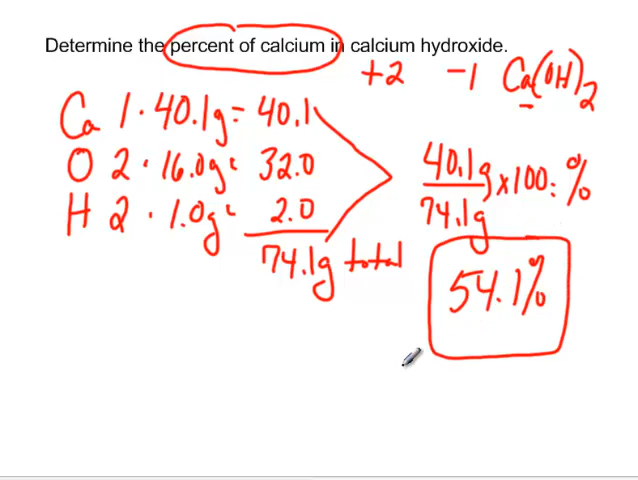 Determine the percent of calcium in calcium hydroxide.
+2 -1 Ca(OH)2
Ca 1 · 40.1g = 40.1
O 2 · 16.0g = 32.0
H 2 · 1.0g = 2.0
74.1g total
40.1g
74.1g
x100 = %
54.1%